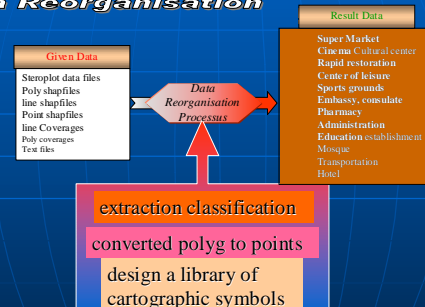 Reorganisation
Given Data
Steroplot data files
Poly shapfiles
line shapfiles
Point shapfiles
line Coverages
Poly coverages
Text files
Data
Reorganisation
Processus
Result Data
Super Market
Cinema Cultural center
Rapid restoration
Center of leisure
Sports grounds
Embassy, consulate
Pharmacy
Administration
Education establishment
Mosque
Transportation
Hotel
extraction classification
converted polyg to points
design a library of
cartographic symbols